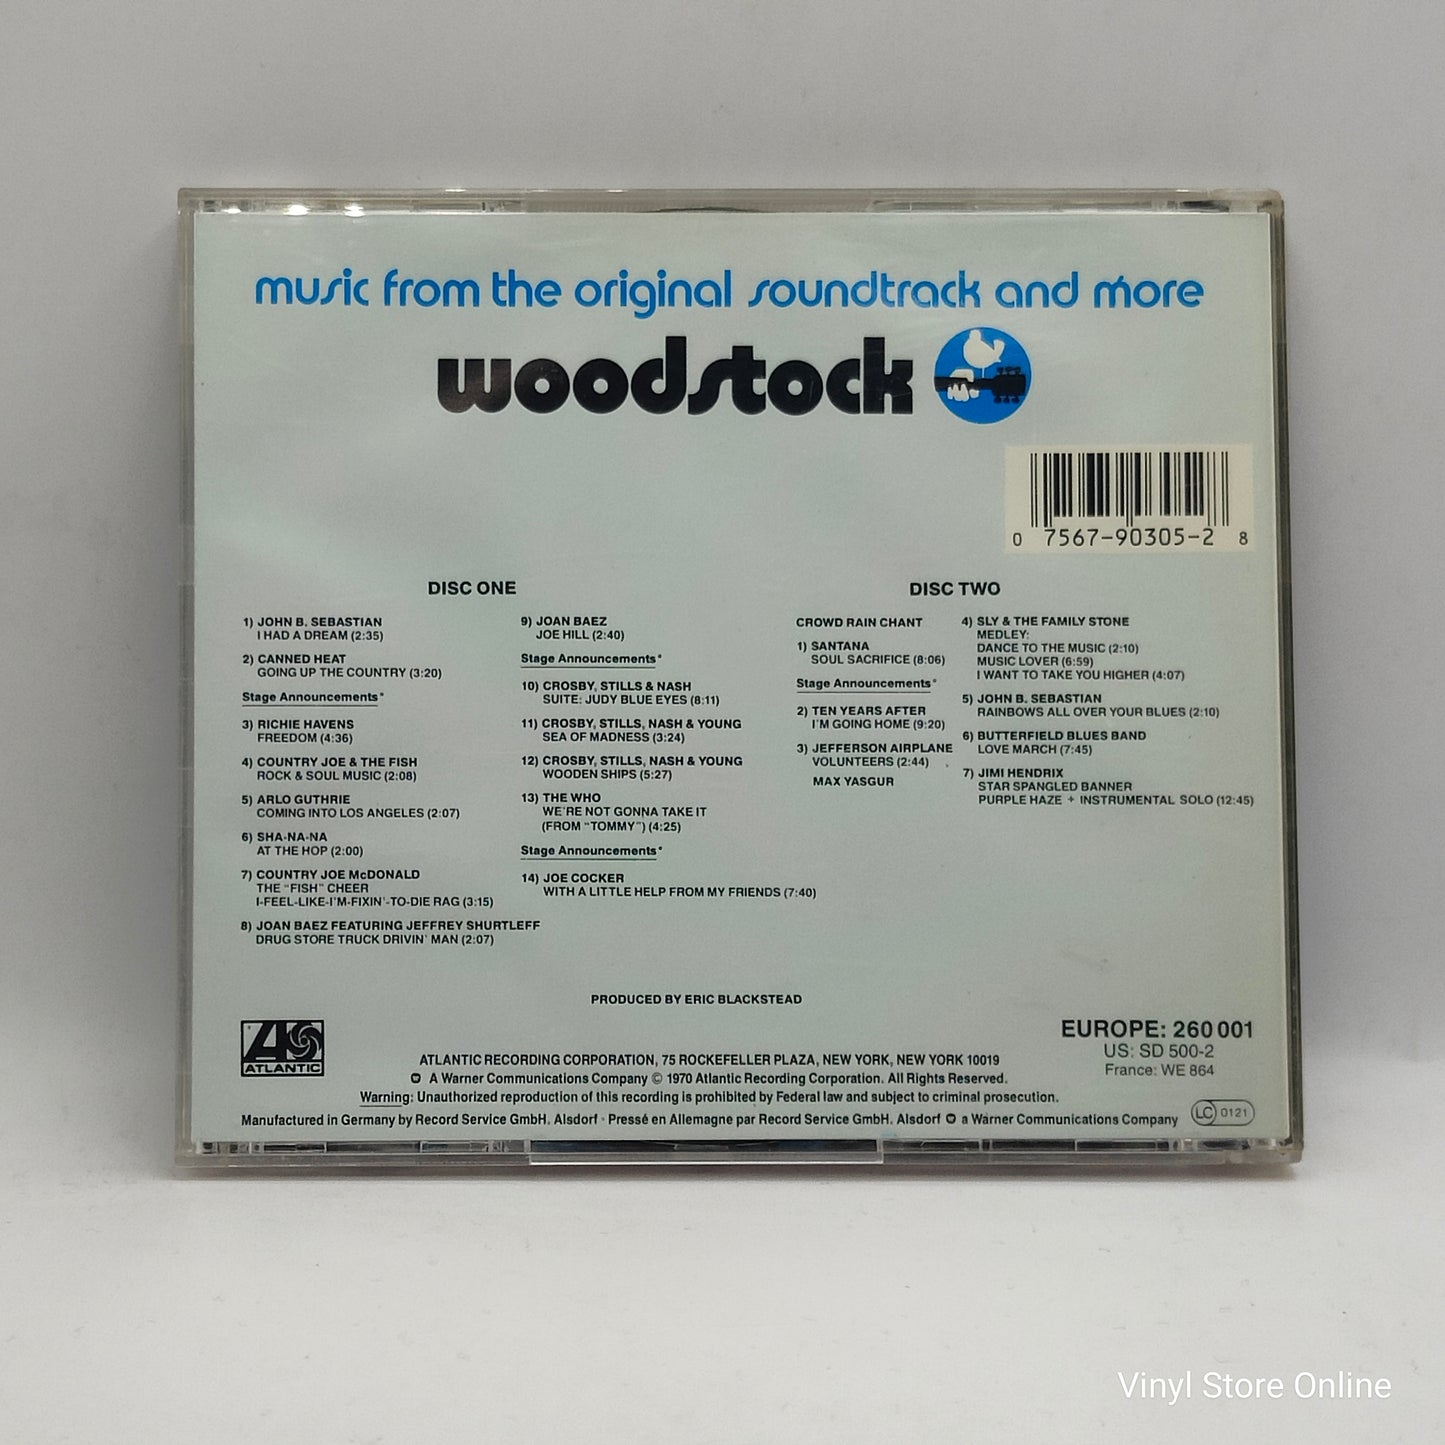 music from the original soundtrack and more
woodstock
0 7567-90305-2 8
DISC ONE
1) JOHN B. SEBASTIAN
I HAD A DREAM (2:35)
2) CANNED HEAT
GOING UP THE COUNTRY (3:20)
Stage Announcements*
3) RICHIE HAVENS
FREEDOM (4:36)
4) COUNTRY JOE & THE FISH
ROCK & SOUL MUSIC (2:08)
5) ARLO GUTHRIE
COMING INTO LOS ANGELES (2:07)
6) SHA-NA-NA
AT THE HOP (2:00)
7) COUNTRY JOE McDONALD
THE "FISH" CHEER
I-FEEL-LIKE-I'M-FIXIN'-TO-DIE RAG (3:15)
8) JOAN BAEZ FEATURING JEFFREY SHURTLEFF
DRUG STORE TRUCK DRIVIN' MAN (2:07)
9) JOAN BAEZ
JOE HILL (2:40)
Stage Announcements*
10) CROSBY, STILLS & NASH
SUITE: JUDY BLUE EYES (8:11)
11) CROSBY, STILLS, NASH & YOUNG
SEA OF MADNESS (3:24)
12) CROSBY, STILLS, NASH & YOUNG
WOODEN SHIPS (5:27)
13) THE WHO
WE'RE NOT GONNA TAKE IT
(FROM "TOMMY") (4:25)
Stage Announcements*
14) JOE COCKER
WITH A LITTLE HELP FROM MY FRIENDS (7:40)
DISC TWO
CROWD RAIN CHANT
1) SANTANA
SOUL SACRIFICE (8:06)
Stage Announcements*
2) TEN YEARS AFTER
I'M GOING HOME (9:20)
3) JEFFERSON AIRPLANE
VOLUNTEERS (2:44)
MAX YASGUR
4) SLY & THE FAMILY STONE
MEDLEY:
DANCE TO THE MUSIC (2:10)
MUSIC LOVER (6:59)
I WANT TO TAKE YOU HIGHER (4:07)
5) JOHN B. SEBASTIAN
RAINBOWS ALL OVER YOUR BLUES (2:10)
6) BUTTERFIELD BLUES BAND
LOVE MARCH (7:45)
7) JIMI HENDRIX
STAR SPANGLED BANNER
PURPLE HAZE + INSTRUMENTAL SOLO (12:45)
PRODUCED BY ERIC BLACKSTEAD
ATLANTIC
ATLANTIC RECORDING CORPORATION, 75 ROCKEFELLER PLAZA, NEW YORK, NEW YORK 10019
A Warner Communications Company © 1970 Atlantic Recording Corporation. All Rights Reserved.
Warning: Unauthorized reproduction of this recording is prohibited by Federal law and subject to criminal prosecution.
Manufactured in Germany by Record Service GmbH, Alsdorf · Pressé en Allemagne par Record Service GmbH, Alsdorf a Warner Communications Company
EUROPE: 260 001
US: SD 500-2
France: WE 864
LC 0121
Vinyl Store Online